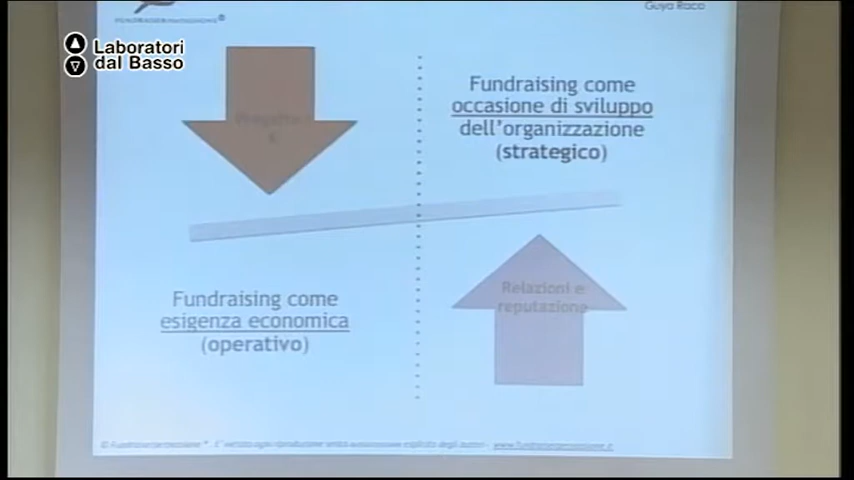 Guya Raco
Laboratori
dal Basso
Fundraising come
occasione di sviluppo
dell'organizzazione
(strategico)
Fundraising come
esigenza economica
(operativo)
Relazioni e
reputazione